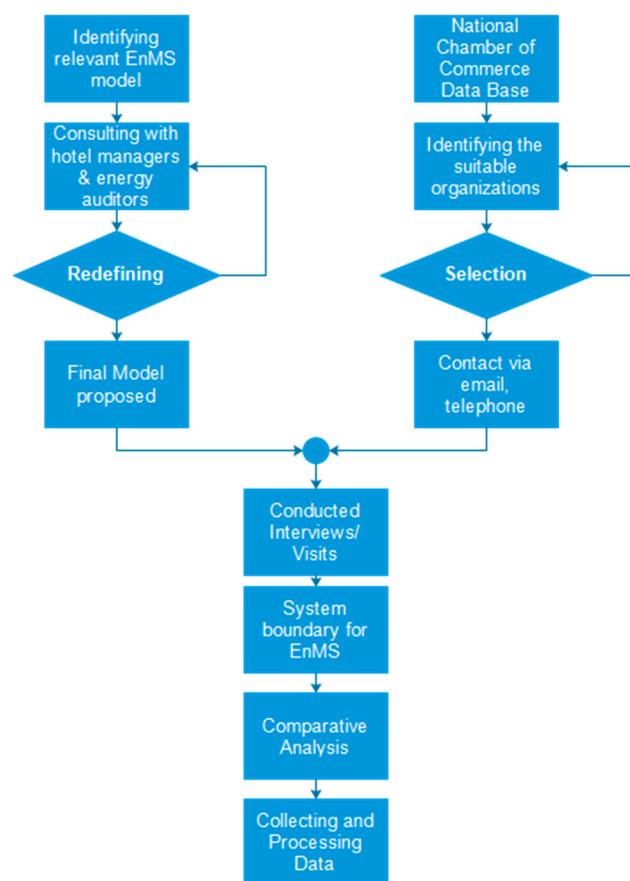 Identifying
relevant EnMS
model
Consulting with
hotel managers
& energy
auditors
Redefining
Final Model
proposed
National
Chamber of
Commerce
Data Base
Identifying the
suitable
organizations
Selection
Contact via
email,
telephone
Conducted
Interviews/
Visits
System
boundary for
EnMS
Comparative
Analysis
Collecting and
Processing
Data